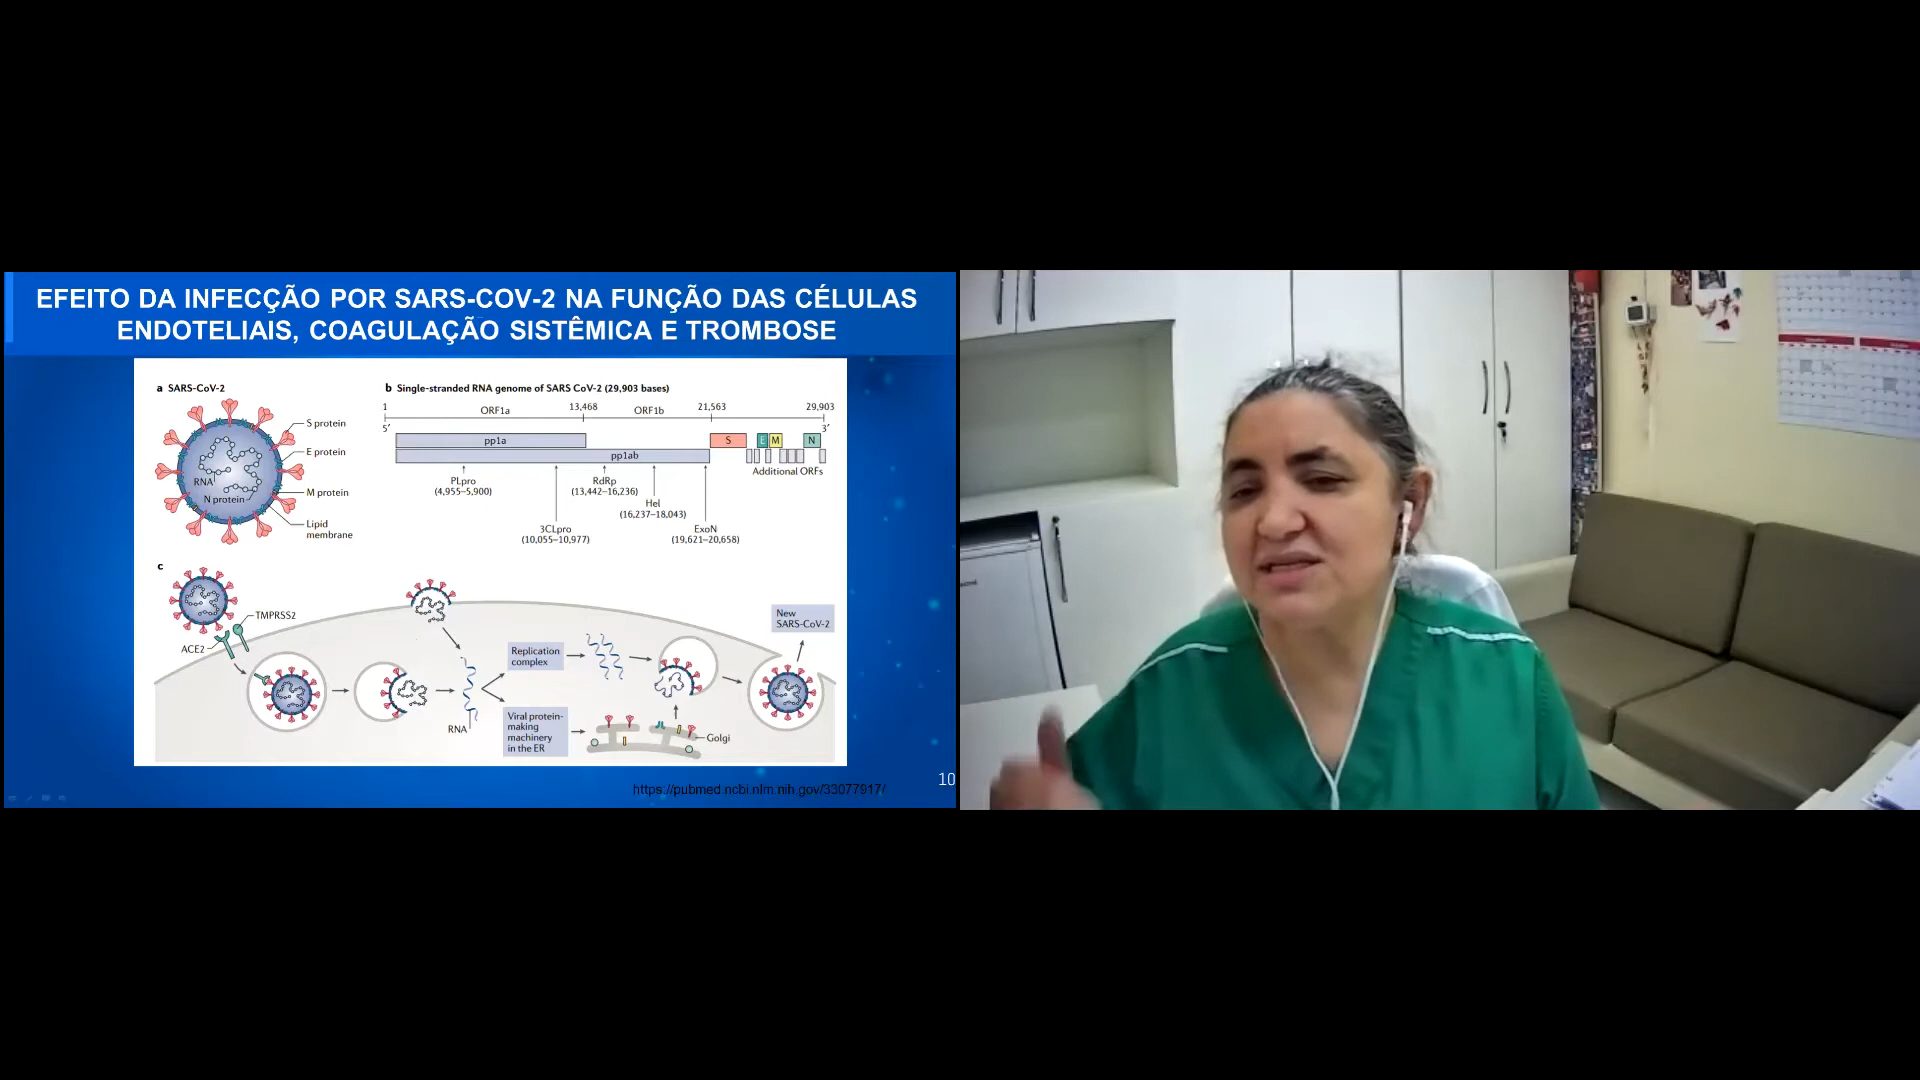 EFEITO DA INFECÇÃO POR SARS-COV-2 NA FUNÇÃO DAS CÉLULAS
ENDOTELIAIS, COAGULAÇÃO SISTÊMICA E TROMBOSE
a SARS-CoV-2
S protein
E protein
RNA
N protein
M protein
Lipid
membrane
b Single-stranded RNA genome of SARS CoV-2 (29,903 bases)
1
ORF1a
13,468
ORF1b
21,563
29,903
5′
3′
pp1a
S
E
M
N
pp1ab
Additional ORFs
PLpro
(4,955–5,900)
RdRp
(13,442–16,236)
Hel
(16,237–18,043)
3CLpro
(10,055–10,977)
ExoN
(19,621–20,658)
c
TMPRSS2
ACE2
RNA
Replication
complex
Viral protein-
making
machinery
in the ER
Golgi
New
SARS-CoV-2
https://pubmed.ncbi.nlm.nih.gov/33077917/
10